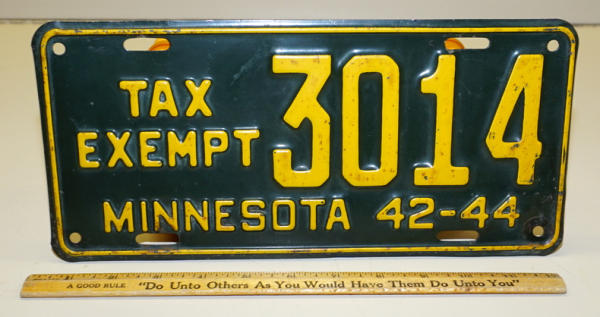 TAX
EXEMPT
3014
MINNESOTA 42-44
A GOOD RULE "Do Unto Others As You Would Have Them Do Unto You"